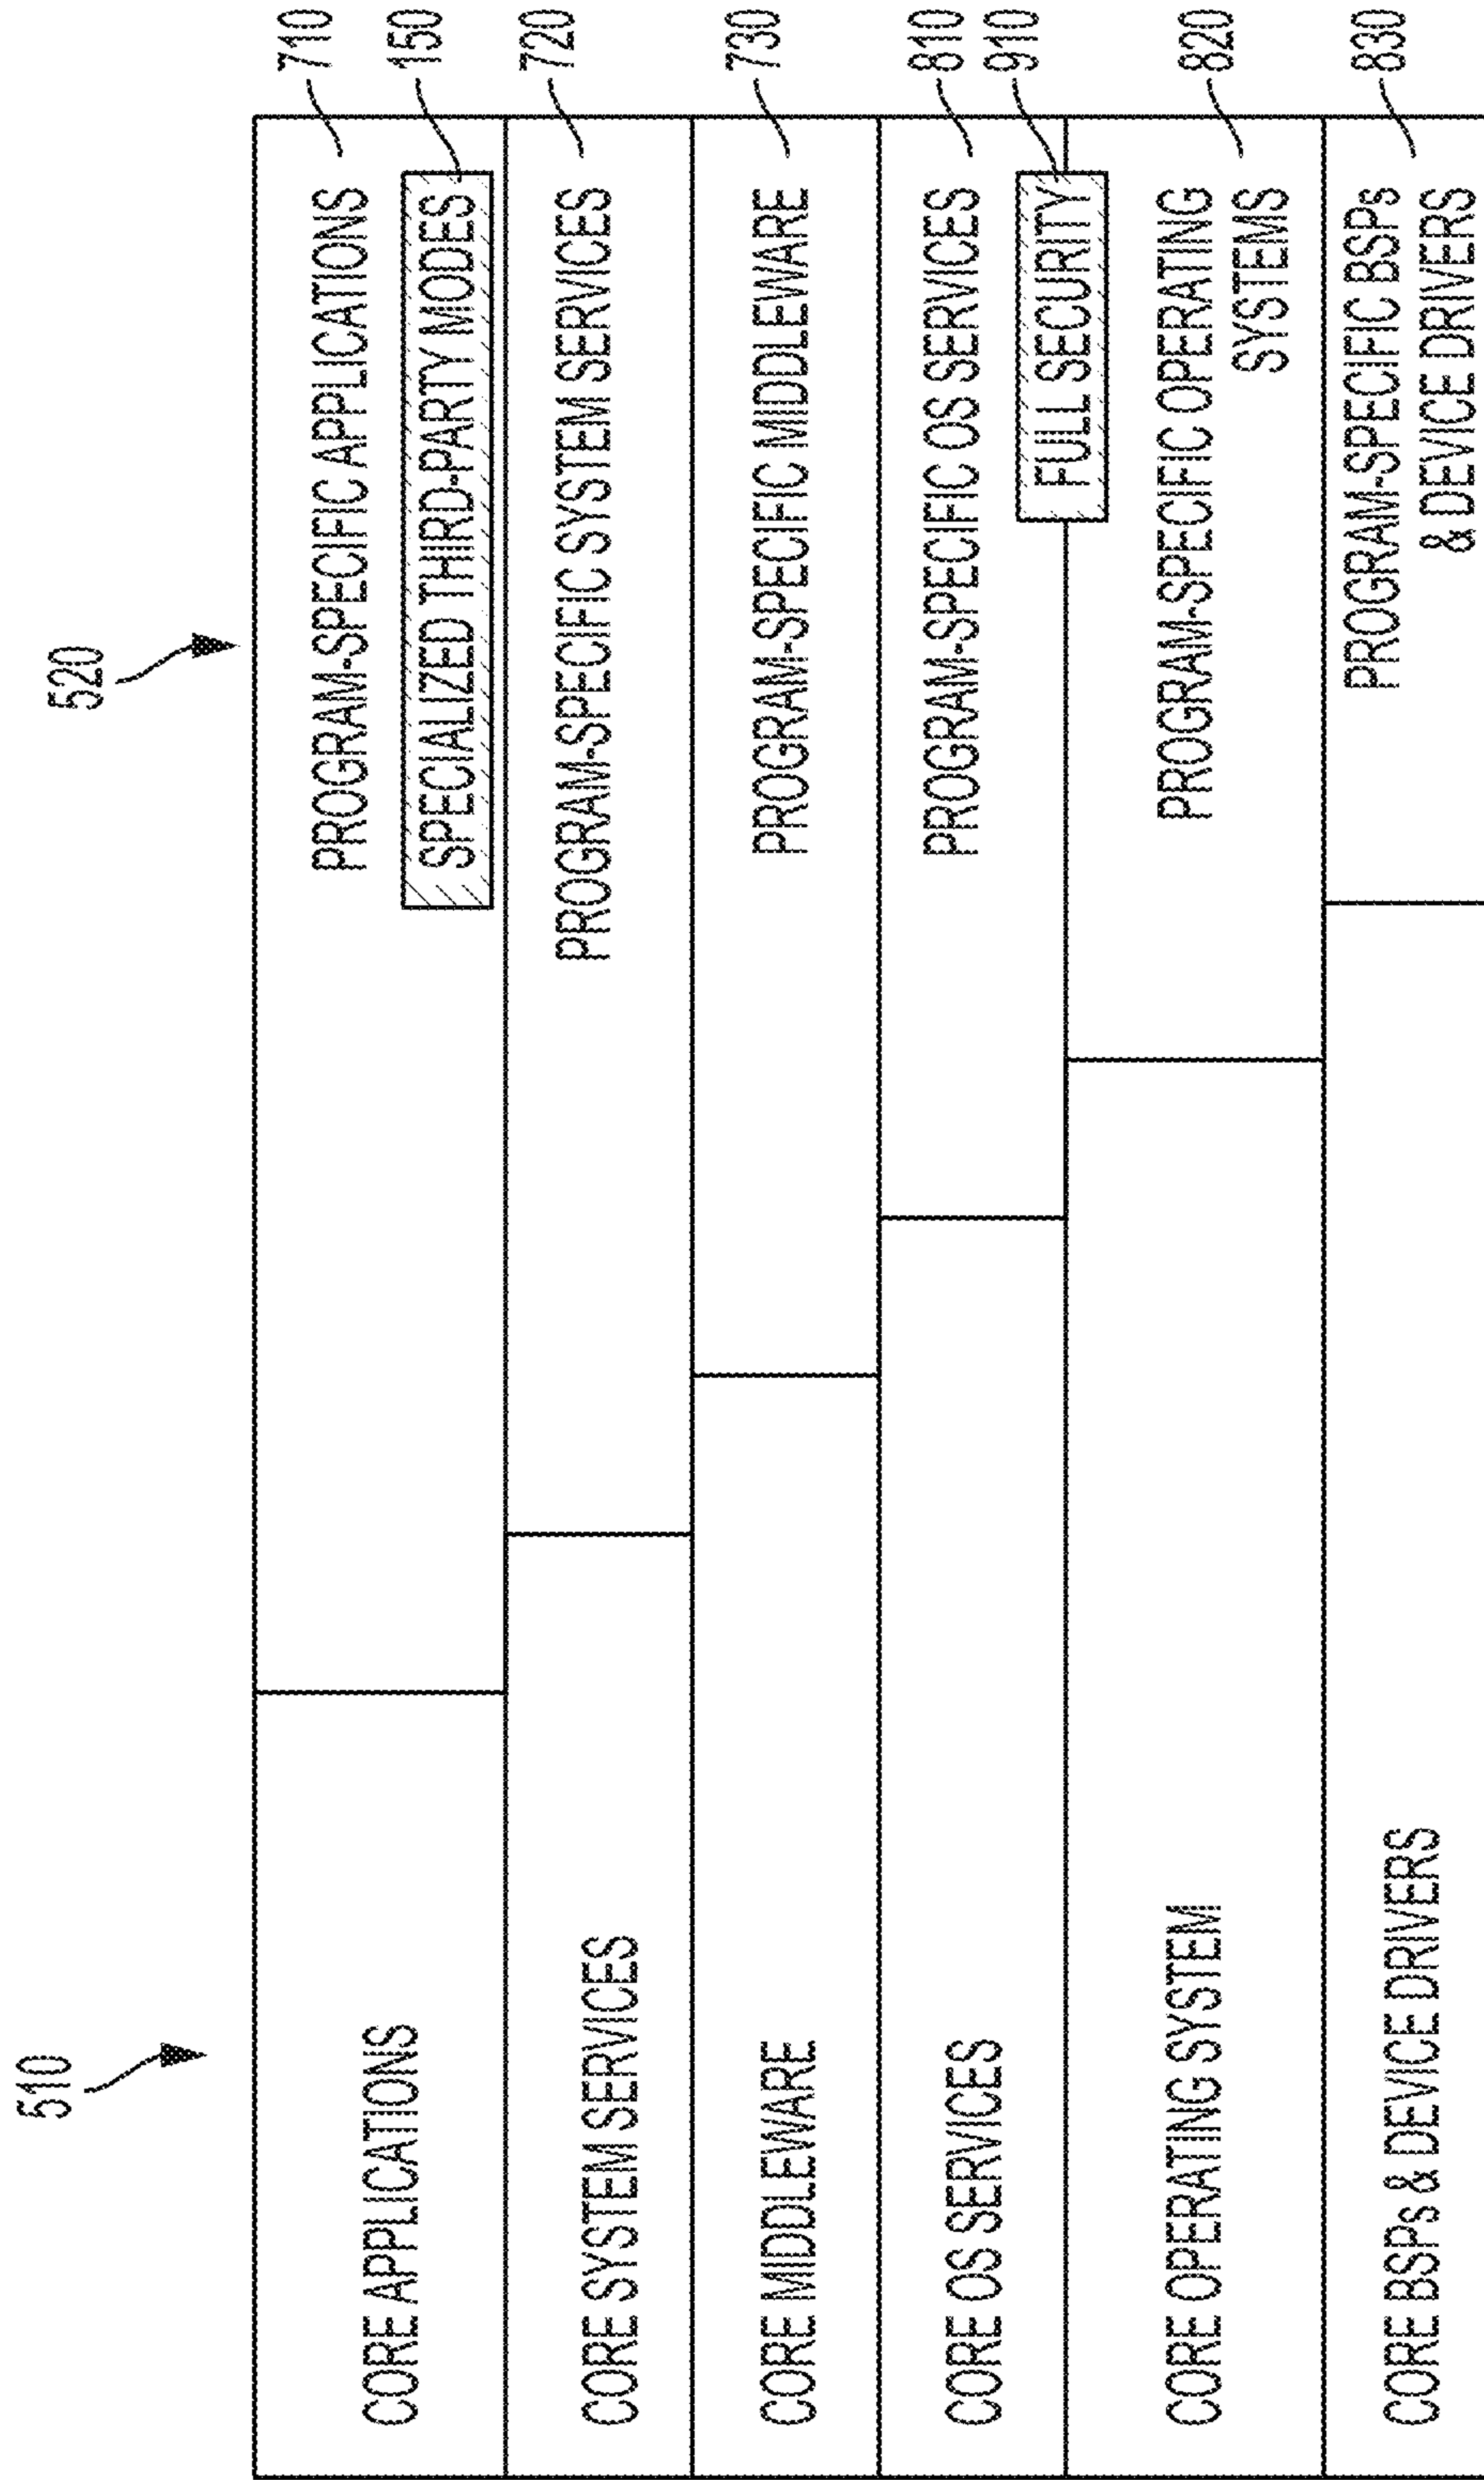 510
520
CORE APPLICATIONS
PROGRAM-SPECIFIC APPLICATIONS
710
SPECIALIZED THIRD-PARTY MODES
150
CORE SYSTEM SERVICES
PROGRAM-SPECIFIC SYSTEM SERVICES
720
CORE MIDDLEWARE
PROGRAM-SPECIFIC MIDDLEWARE
730
CORE OS SERVICES
PROGRAM-SPECIFIC OS SERVICES
810
FULL SECURITY
910
CORE OPERATING SYSTEM
PROGRAM-SPECIFIC OPERATING
SYSTEMS
820
CORE BSPs & DEVICE DRIVERS
PROGRAM-SPECIFIC BSPs
& DEVICE DRIVERS
830